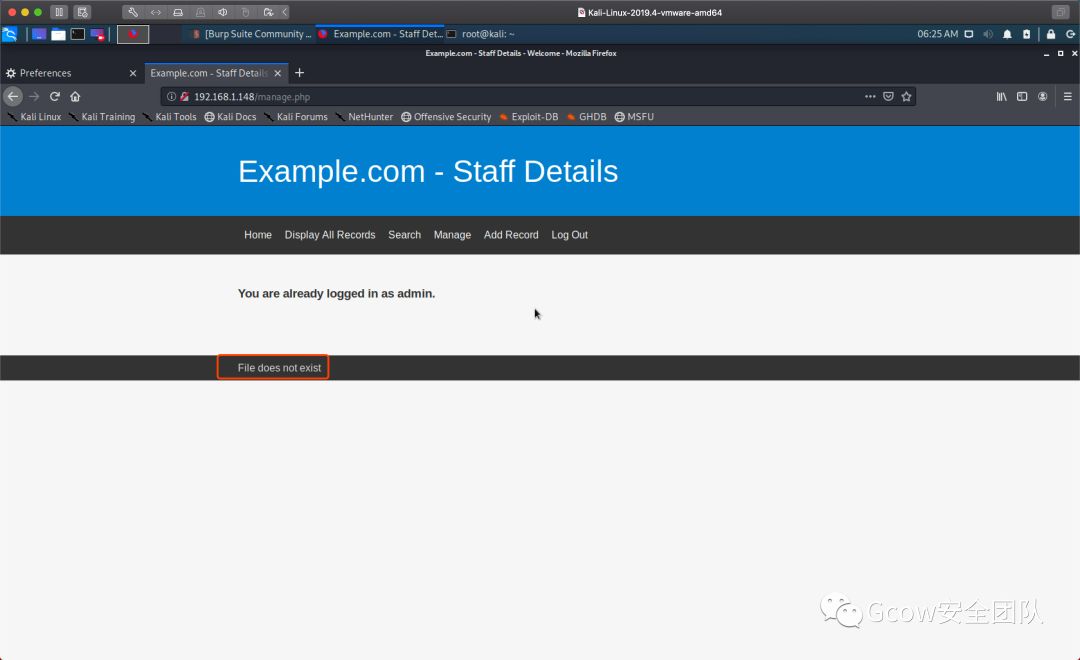 Kali-Linux-2019.4-vmware-amd64
[Burp Suite Community ... Example.com - Staff Det... root@kali: ~ 06:25 AM
Example.com - Staff Details - Welcome - Mozilla Firefox
Preferences Example.com - Staff Details
192.168.1.148/manage.php
Kali Linux Kali Training Kali Tools Kali Docs Kali Forums NetHunter Offensive Security Exploit-DB GHDB MSFU
Example.com - Staff Details
Home Display All Records Search Manage Add Record Log Out
You are already logged in as admin.
File does not exist
Gcow安全团队